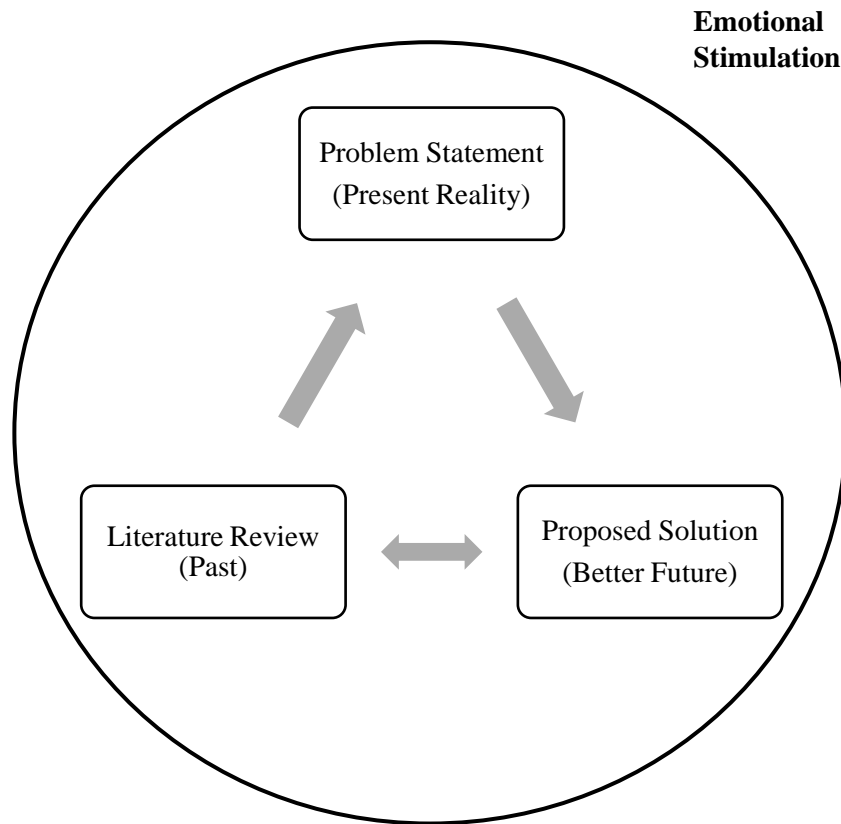 Emotional
Stimulation
Problem Statement
(Present Reality)
Literature Review
(Past)
Proposed Solution
(Better Future)